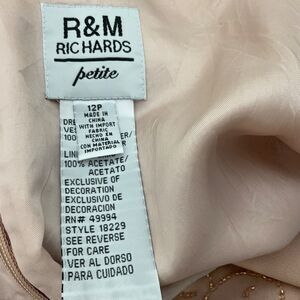 R&M
RICHARDS
petite
12P
MADE IN
CHINA
WITH IMPORT
FABRIC
HECHO EN
CHINA
CON MATERIAL
IMPORTADO
100% ACETATE/
ACETATO
EXCLUSIVE OF
DECORATION
EXCLUSIVO DE
DECORACION
RN# 49994
STYLE 18229
SEE REVERSE
FOR CARE
VER AL DORSO
PARA CUIDADO